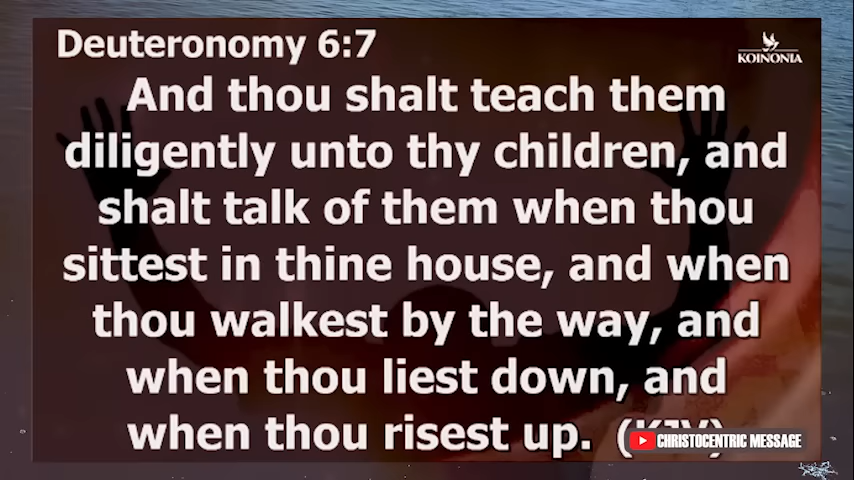 Deuteronomy 6:7
KOINONIA
And thou shalt teach them
diligently unto thy children, and
shalt talk of them when thou
sittest in thine house, and when
thou walkest by the way, and
when thou liest down, and
when thou risest up. (KJV)
CHRISTOCENTRIC MESSAGE